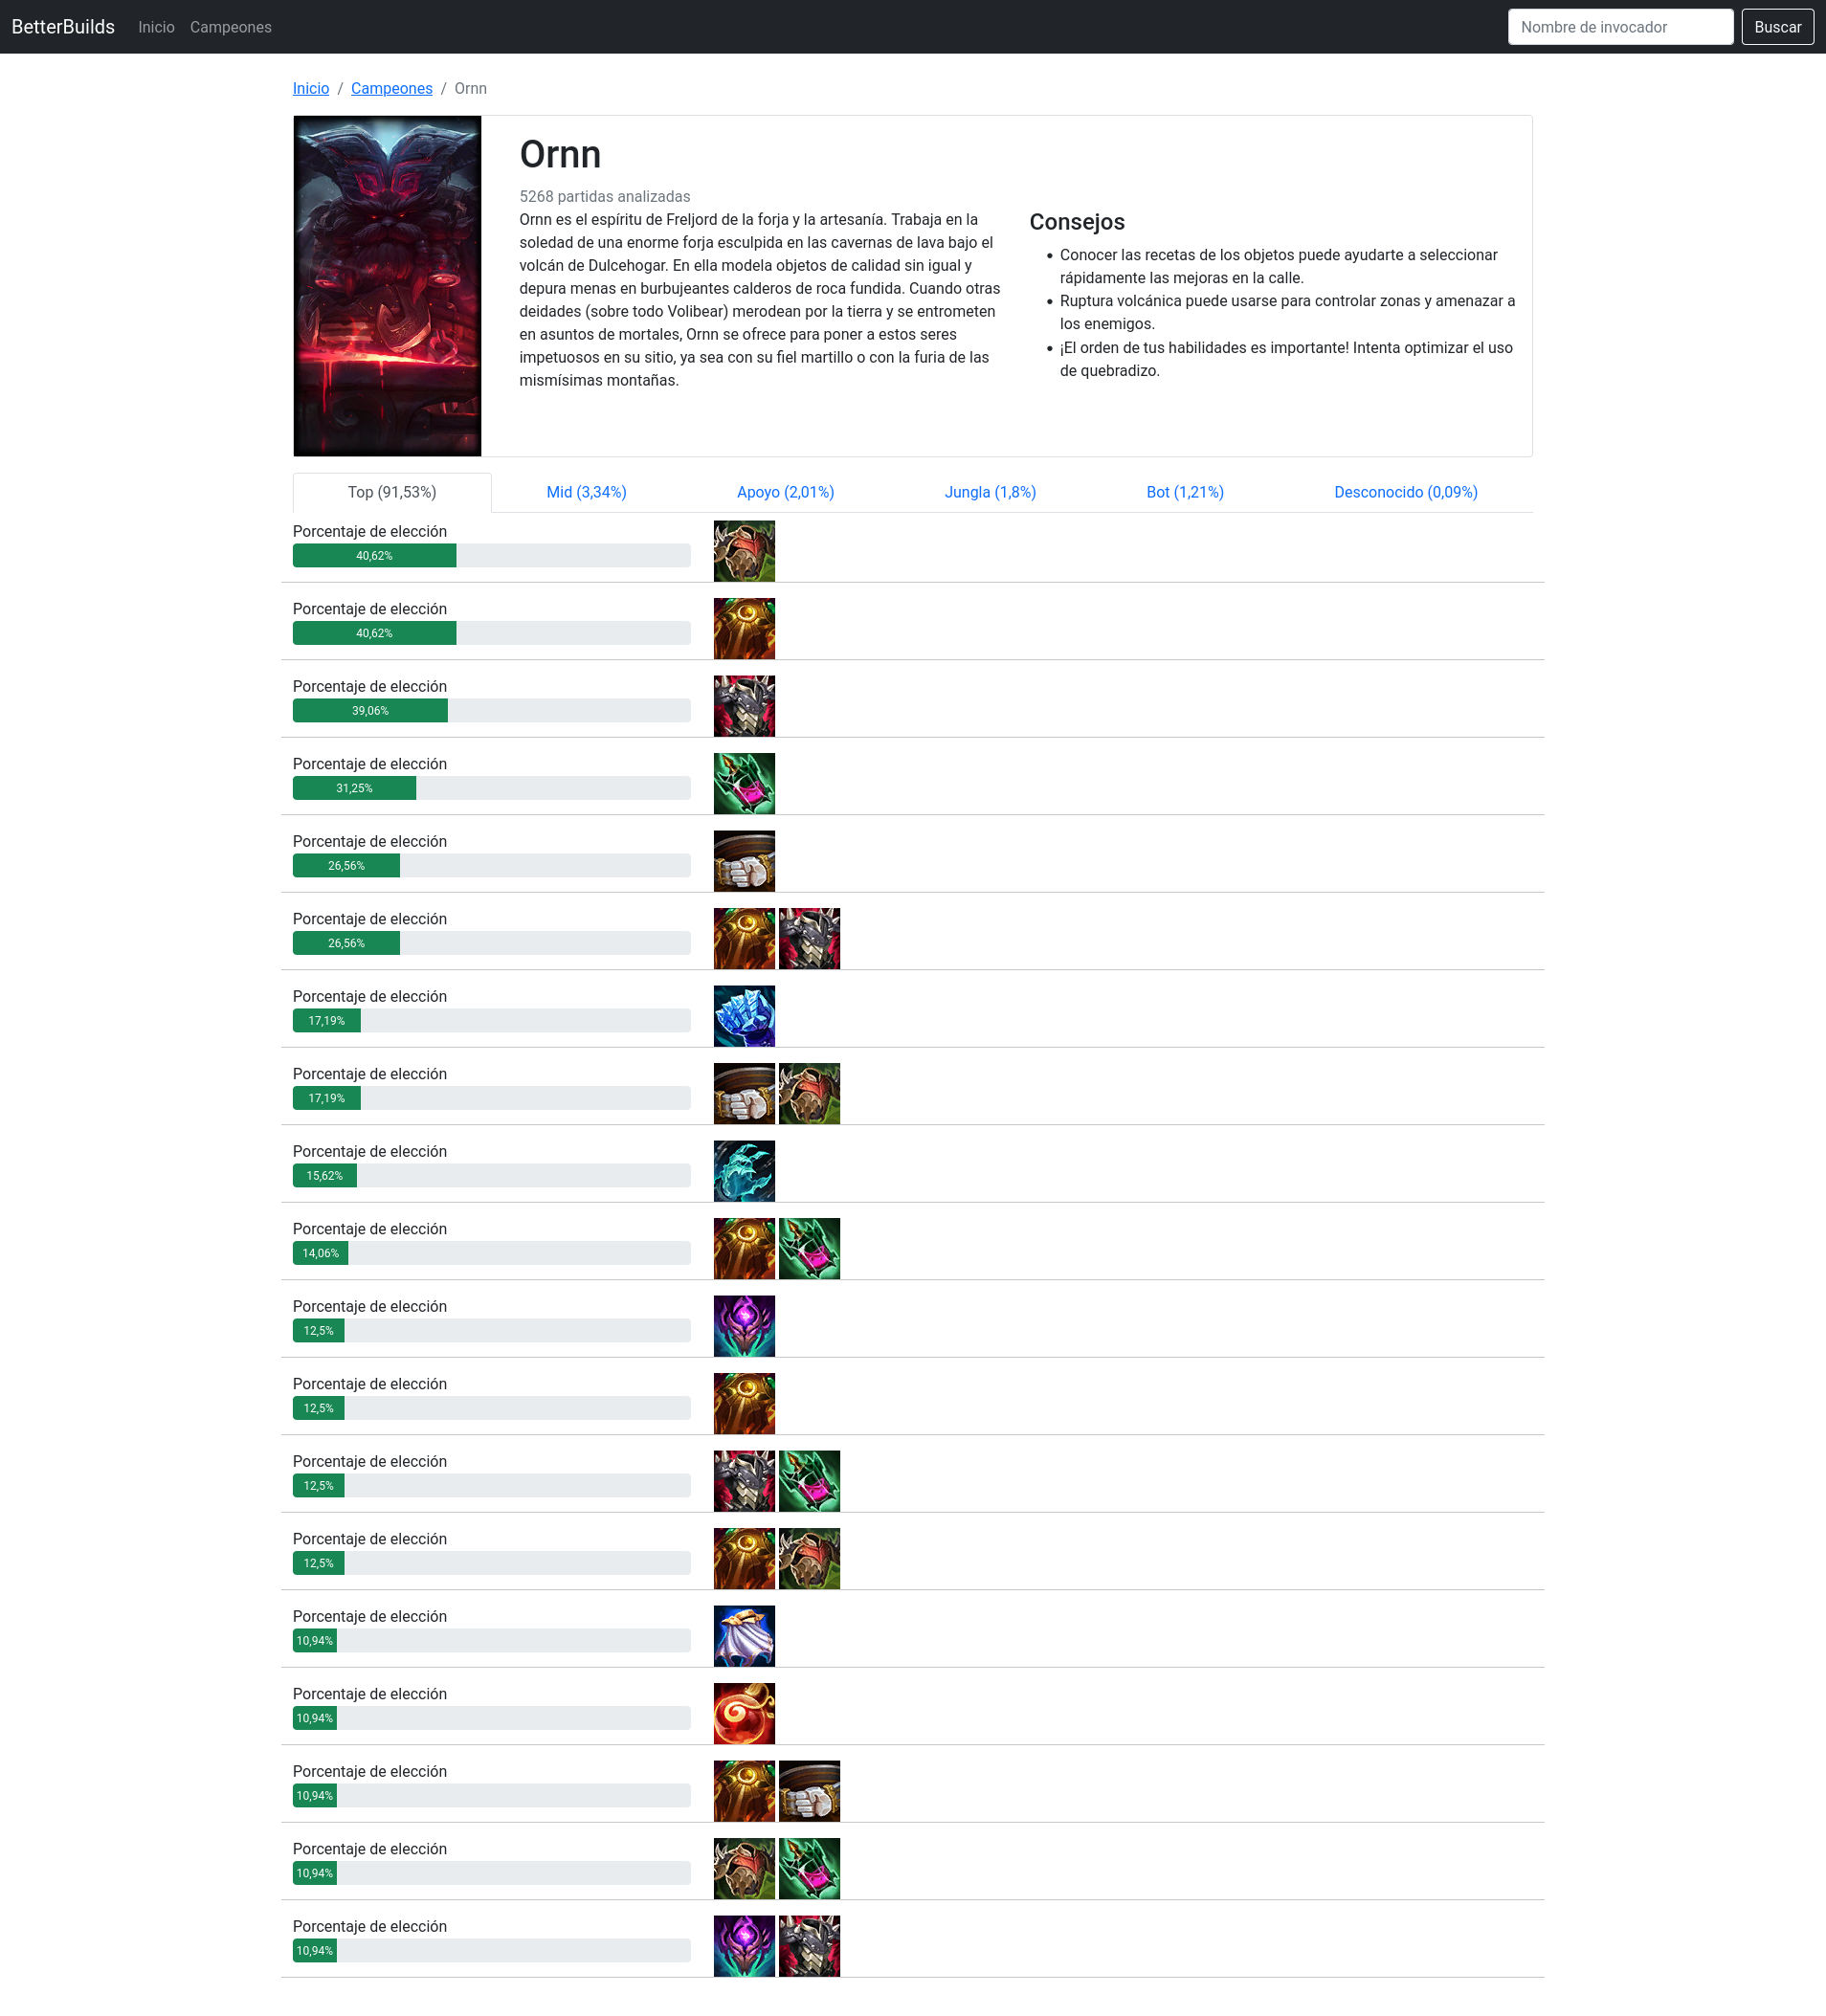 BetterBuilds Inicio Campeones Nombre de invocador Buscar
Inicio / Campeones / Ornn
Ornn
5268 partidas analizadas
Ornn es el espíritu de Freljord de la forja y la artesanía. Trabaja en la
soledad de una enorme forja esculpida en las cavernas de lava bajo el
volcán de Dulcehogar. En ella modela objetos de calidad sin igual y
depura menas en burbujeantes calderos de roca fundida. Cuando otras
deidades (sobre todo Volibear) merodean por la tierra y se entrometen
en asuntos de mortales, Ornn se ofrece para poner a estos seres
impetuosos en su sitio, ya sea con su fiel martillo o con la furia de las
mismísimas montañas.
Consejos
• Conocer las recetas de los objetos puede ayudarte a seleccionar
rápidamente las mejoras en la calle.
• Ruptura volcánica puede usarse para controlar zonas y amenazar a
los enemigos.
• ¡El orden de tus habilidades es importante! Intenta optimizar el uso
de quebradizo.
Top (91,53%) Mid (3,34%) Apoyo (2,01%) Jungla (1,8%) Bot (1,21%) Desconocido (0,09%)
Porcentaje de elección
40,62%
Porcentaje de elección
40,62%
Porcentaje de elección
39,06%
Porcentaje de elección
31,25%
Porcentaje de elección
26,56%
Porcentaje de elección
26,56%
Porcentaje de elección
17,19%
Porcentaje de elección
17,19%
Porcentaje de elección
15,62%
Porcentaje de elección
14,06%
Porcentaje de elección
12,5%
Porcentaje de elección
12,5%
Porcentaje de elección
12,5%
Porcentaje de elección
12,5%
Porcentaje de elección
10,94%
Porcentaje de elección
10,94%
Porcentaje de elección
10,94%
Porcentaje de elección
10,94%
Porcentaje de elección
10,94%